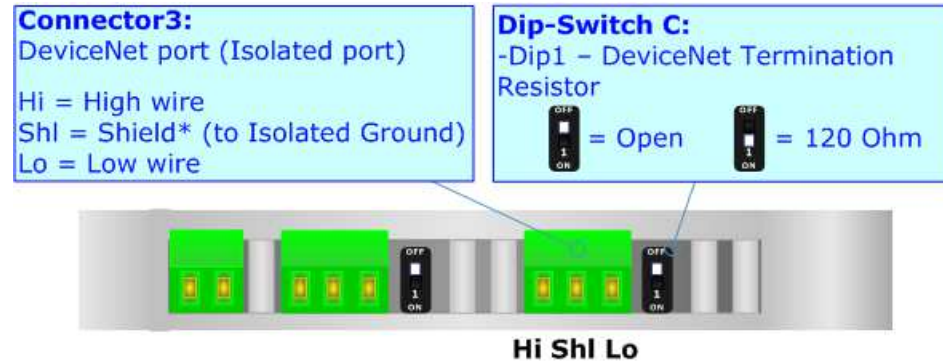 Connector3:
DeviceNet port (Isolated port)
Hi = High wire
Shl = Shield* (to Isolated Ground)
Lo = Low wire
Dip-Switch C:
-Dip1 – DeviceNet Termination
Resistor
OFF
1
ON
= Open
OFF
1
ON
= 120 Ohm
OFF
1
ON
OFF
1
ON
Hi Shl Lo